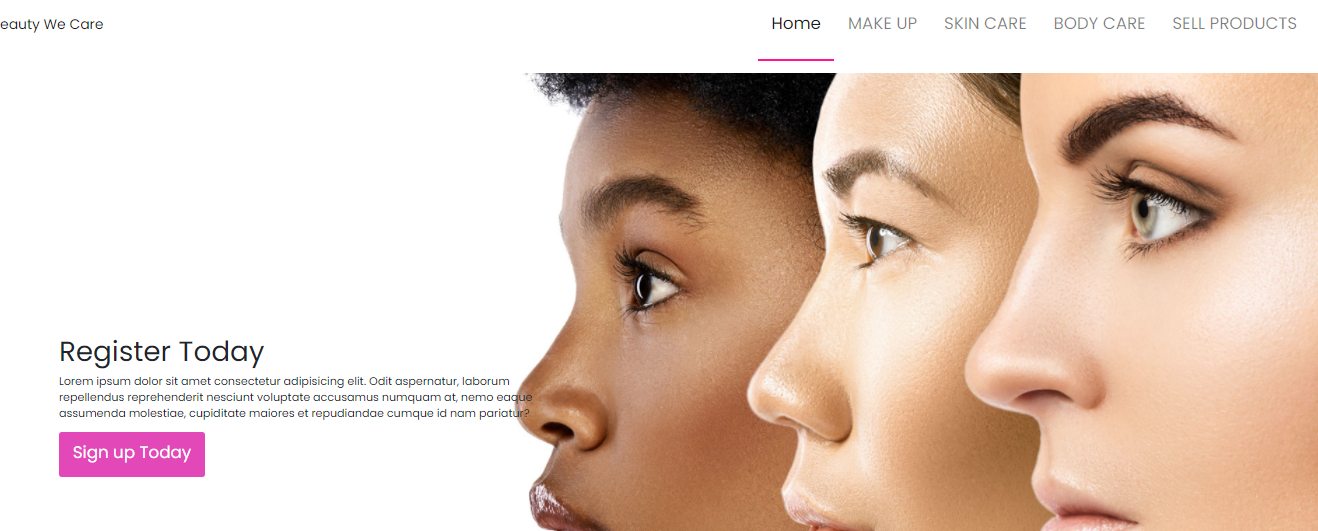 eauty We Care
Home MAKE UP SKIN CARE BODY CARE SELL PRODUCTS
Register Today
Lorem ipsum dolor sit amet consectetur adipisicing elit. Odit aspernatur, laborum
repellendus reprehenderit nesciunt voluptate accusamus numquam at, nemo eaque
assumenda molestiae, cupiditate maiores et repudiandae cumque id nam pariatur?
Sign up Today